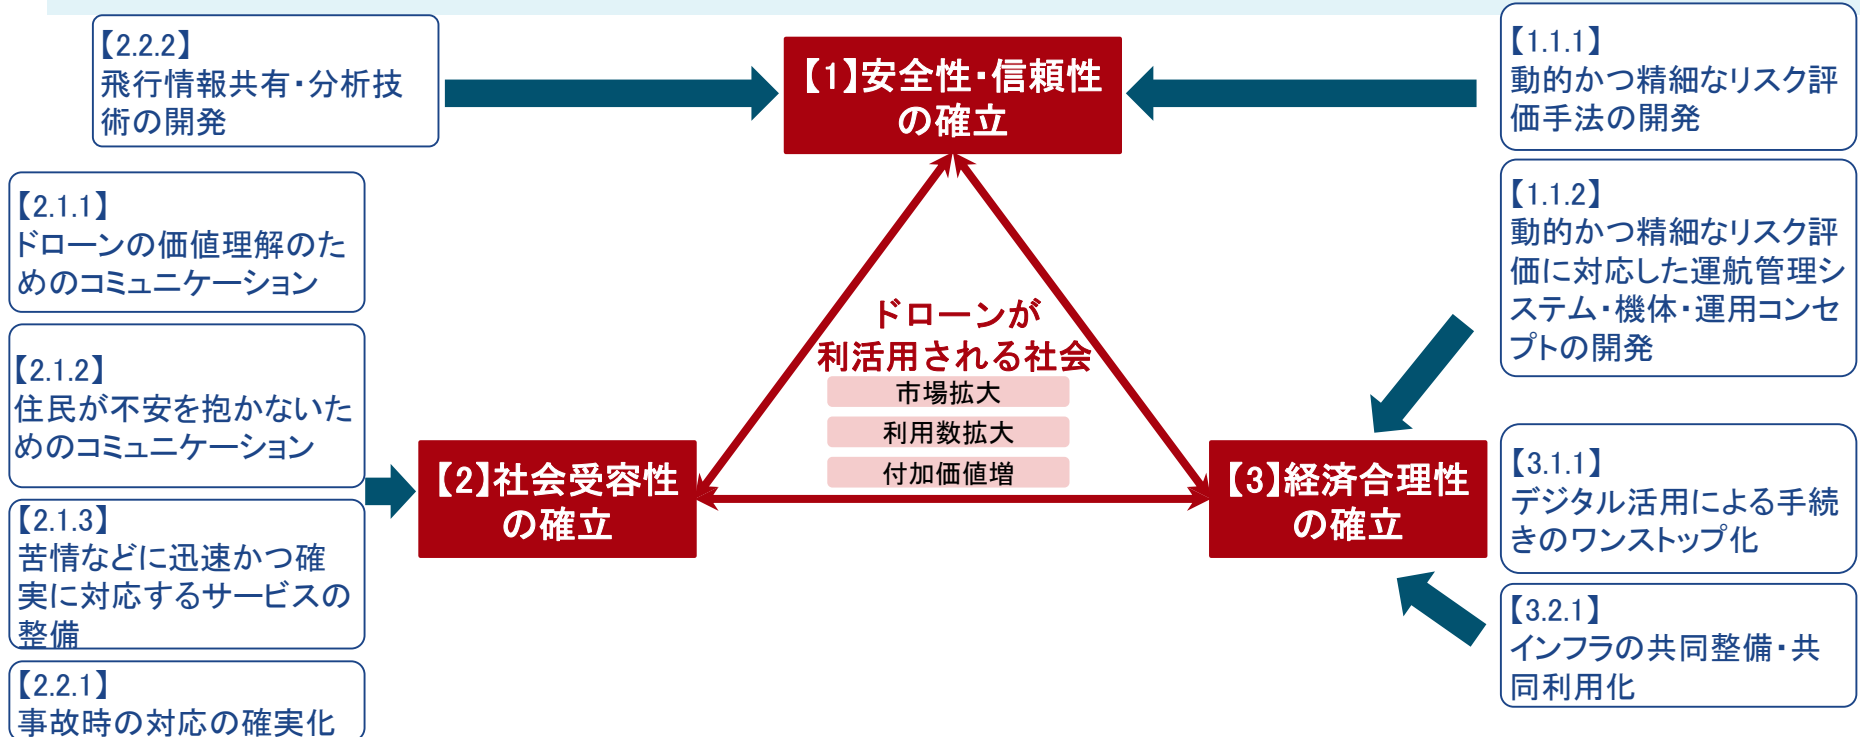 【2.2.2】
飛行情報共有・分析技
術の開発
【1】安全性・信頼性
の確立
【1.1.1】
動的かつ精細なリスク評
価手法の開発
【2.1.1】
ドローンの価値理解のた
めのコミュニケーション
【1.1.2】
動的かつ精細なリスク評
価に対応した運航管理シ
ステム・機体・運用コンセ
プトの開発
ドローンが
利活用される社会
市場拡大
利用数拡大
付加価値増
【2.1.2】
住民が不安を抱かないた
めのコミュニケーション
【2】社会受容性
の確立
【3】経済合理性
の確立
【3.1.1】
デジタル活用による手続
きのワンストップ化
【2.1.3】
苦情などに迅速かつ確
実に対応するサービスの
整備
【3.2.1】
インフラの共同整備・共
同利用化
【2.2.1】
事故時の対応の確実化